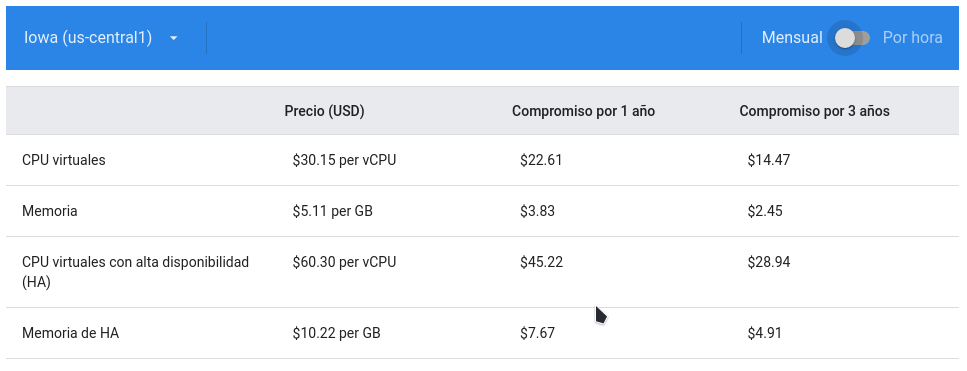 Iowa (us-central1)
Mensual Por hora
Precio (USD) Compromiso por 1 año Compromiso por 3 años
CPU virtuales $30.15 per vCPU $22.61 $14.47
Memoria $5.11 per GB $3.83 $2.45
CPU virtuales con alta disponibilidad $60.30 per vCPU $45.22 $28.94
(HA)
Memoria de HA $10.22 per GB $7.67 $4.91